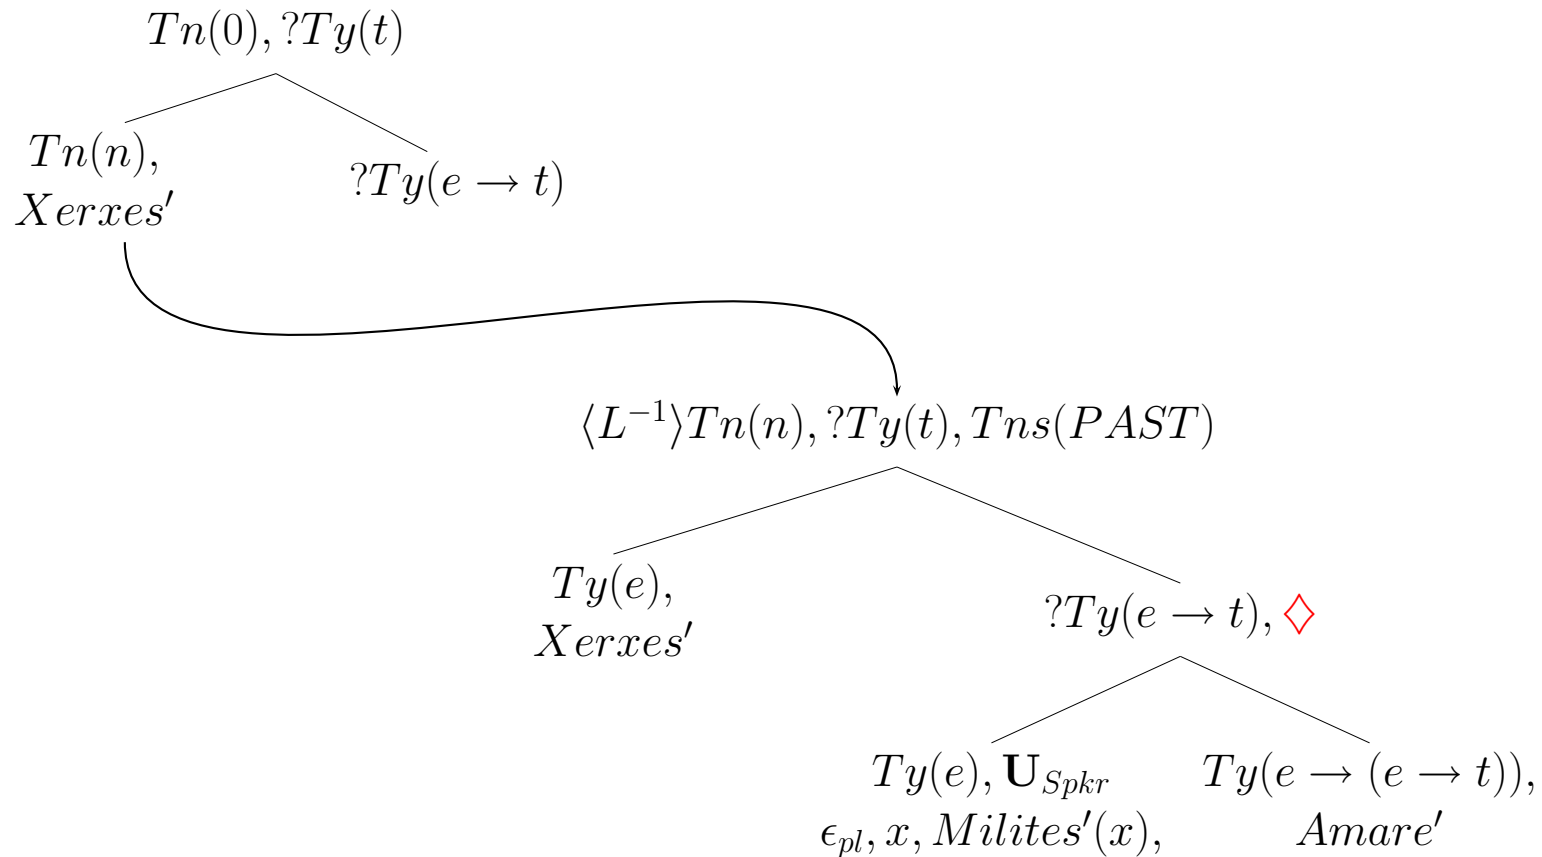 Tn(0), ?Ty(t)
Tn(n),
Xerxes′
?Ty(e → t)
⟨L⁻¹⟩Tn(n), ?Ty(t), Tns(PAST)
Ty(e),
Xerxes′
?Ty(e → t), ♢
Ty(e), U_Spkr
ϵ_pl, x, Milites′(x),
Ty(e → (e → t)),
Amare′